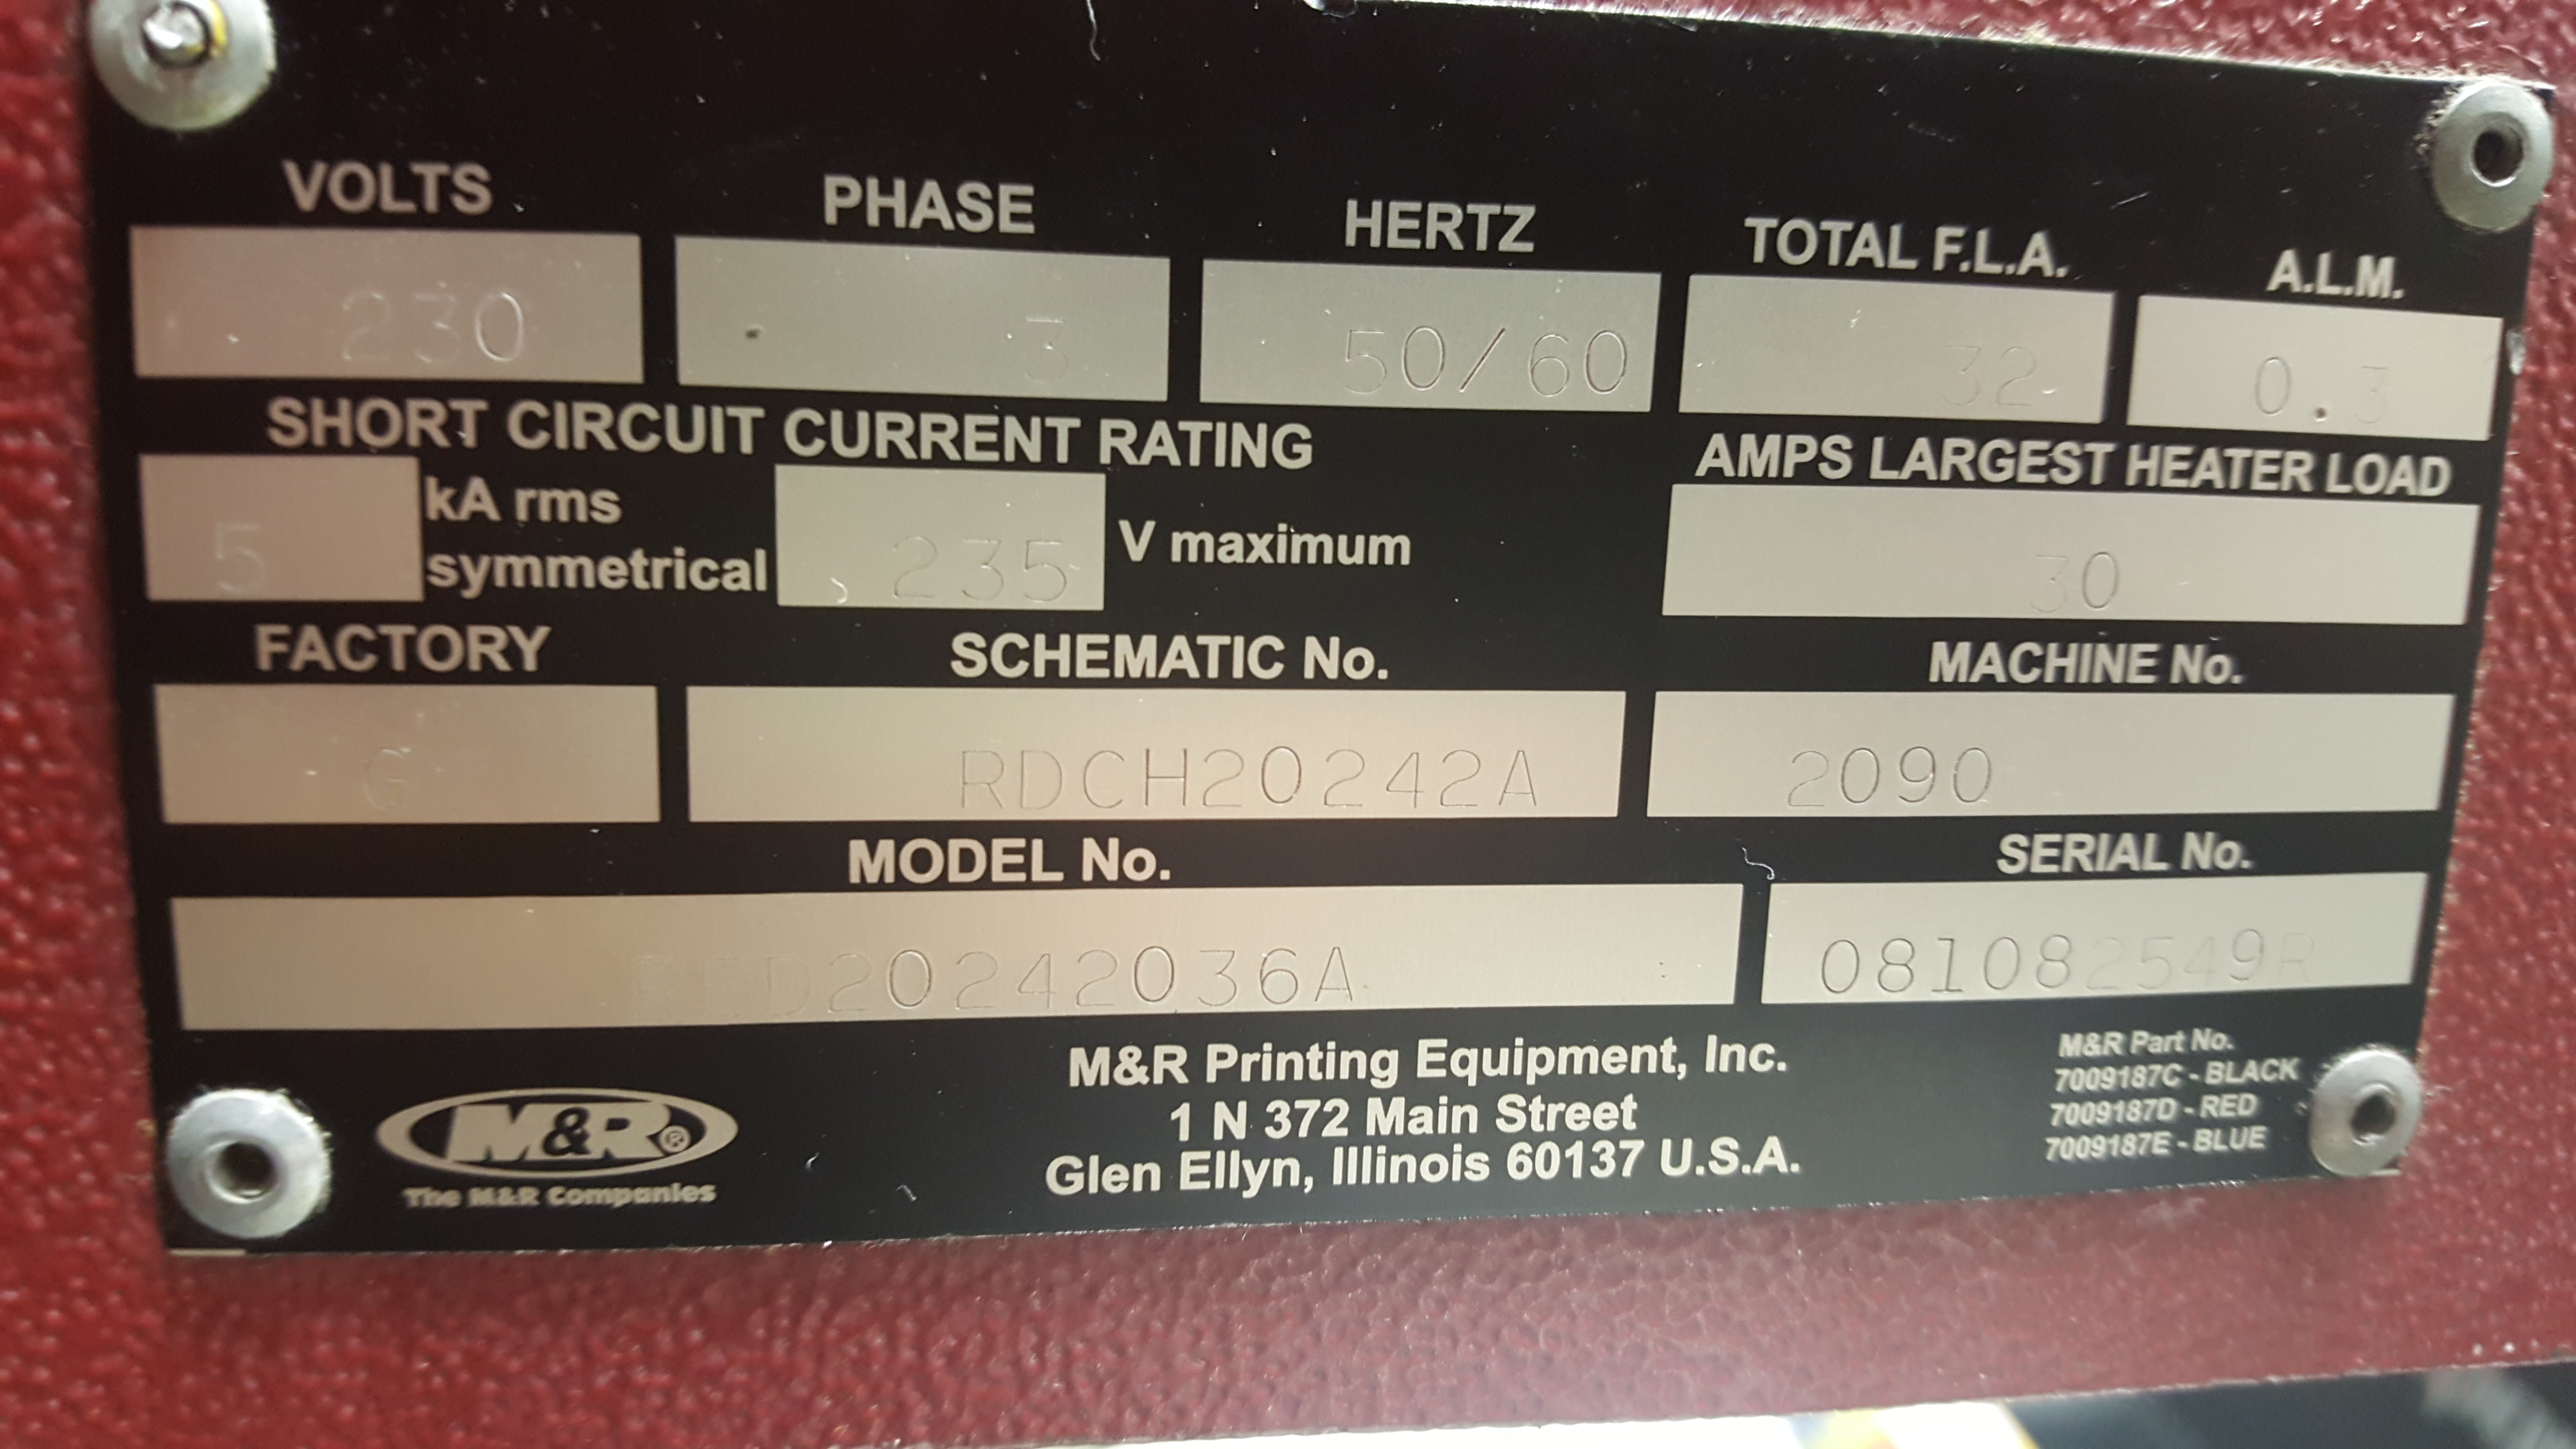 VOLTS PHASE HERTZ TOTAL F.L.A. A.L.M.
230 3 50/60 32 0.3
SHORT CIRCUIT CURRENT RATING AMPS LARGEST HEATER LOAD
5 kA rms symmetrical 235 V maximum 30
FACTORY SCHEMATIC No. MACHINE No.
G RDCH20242A 2090
MODEL No. SERIAL No.
RED20242036A 081082549R
M&R®
The M&R Companies
M&R Printing Equipment, Inc.
1 N 372 Main Street
Glen Ellyn, Illinois 60137 U.S.A.
M&R Part No.
7009187C - BLACK
7009187D - RED
7009187E - BLUE